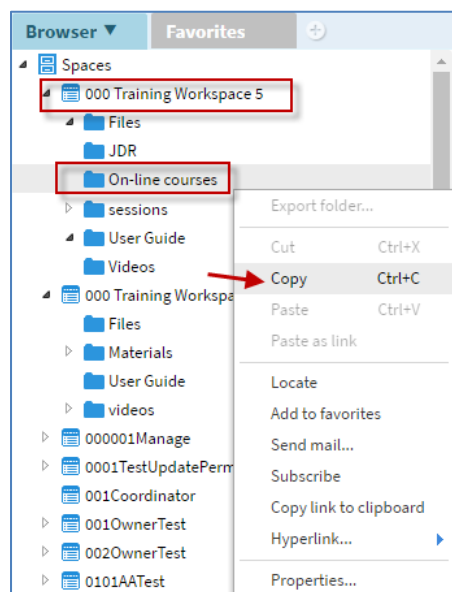 Browser ▼ Favorites
Spaces
000 Training Workspace 5
Files
JDR
On-line courses
sessions
User Guide
Videos
000 Training Workspa
Files
Materials
User Guide
videos
000001Manage
0001TestUpdatePerm
001Coordinator
001OwnerTest
002OwnerTest
0101AATest
Export folder...
Cut Ctrl+X
Copy Ctrl+C
Paste Ctrl+V
Paste as link
Locate
Add to favorites
Send mail...
Subscribe
Copy link to clipboard
Hyperlink...
Properties...